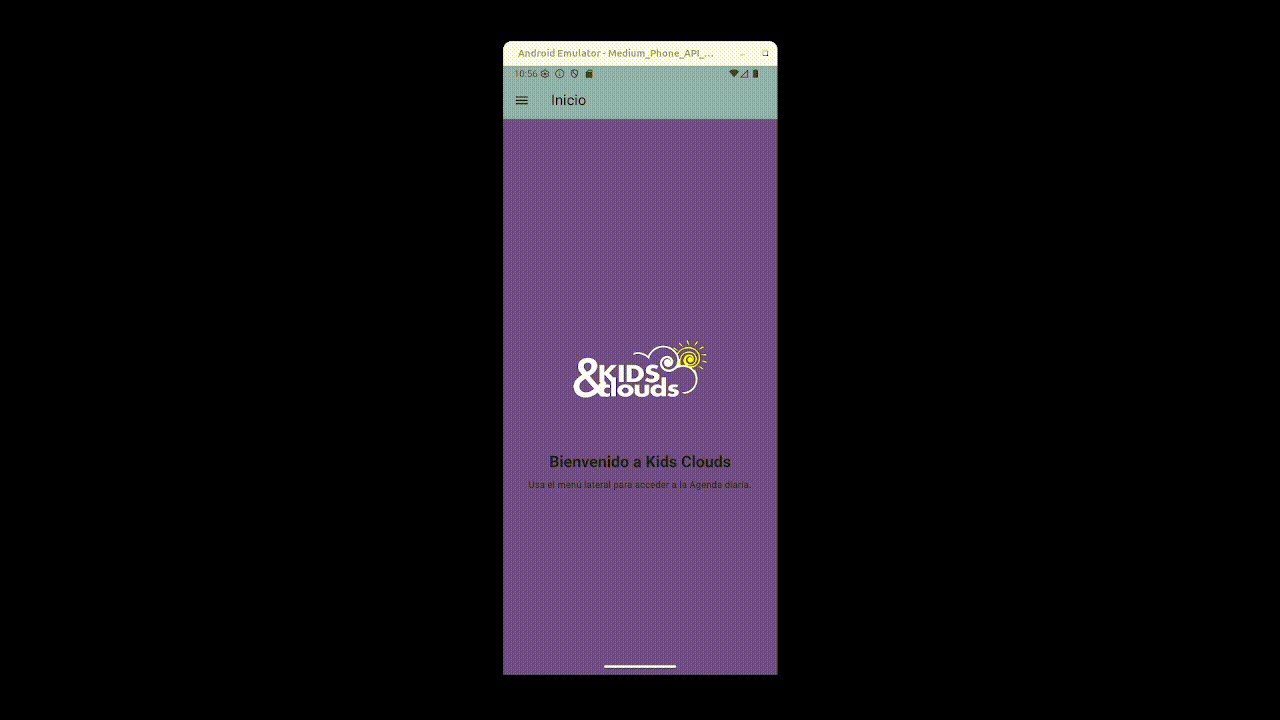 Android Emulator - Medium_Phone_API_...
10:56
Inicio
&KIDS
clouds
Bienvenido a Kids Clouds
Usa el menú lateral para acceder a la Agenda diaria.